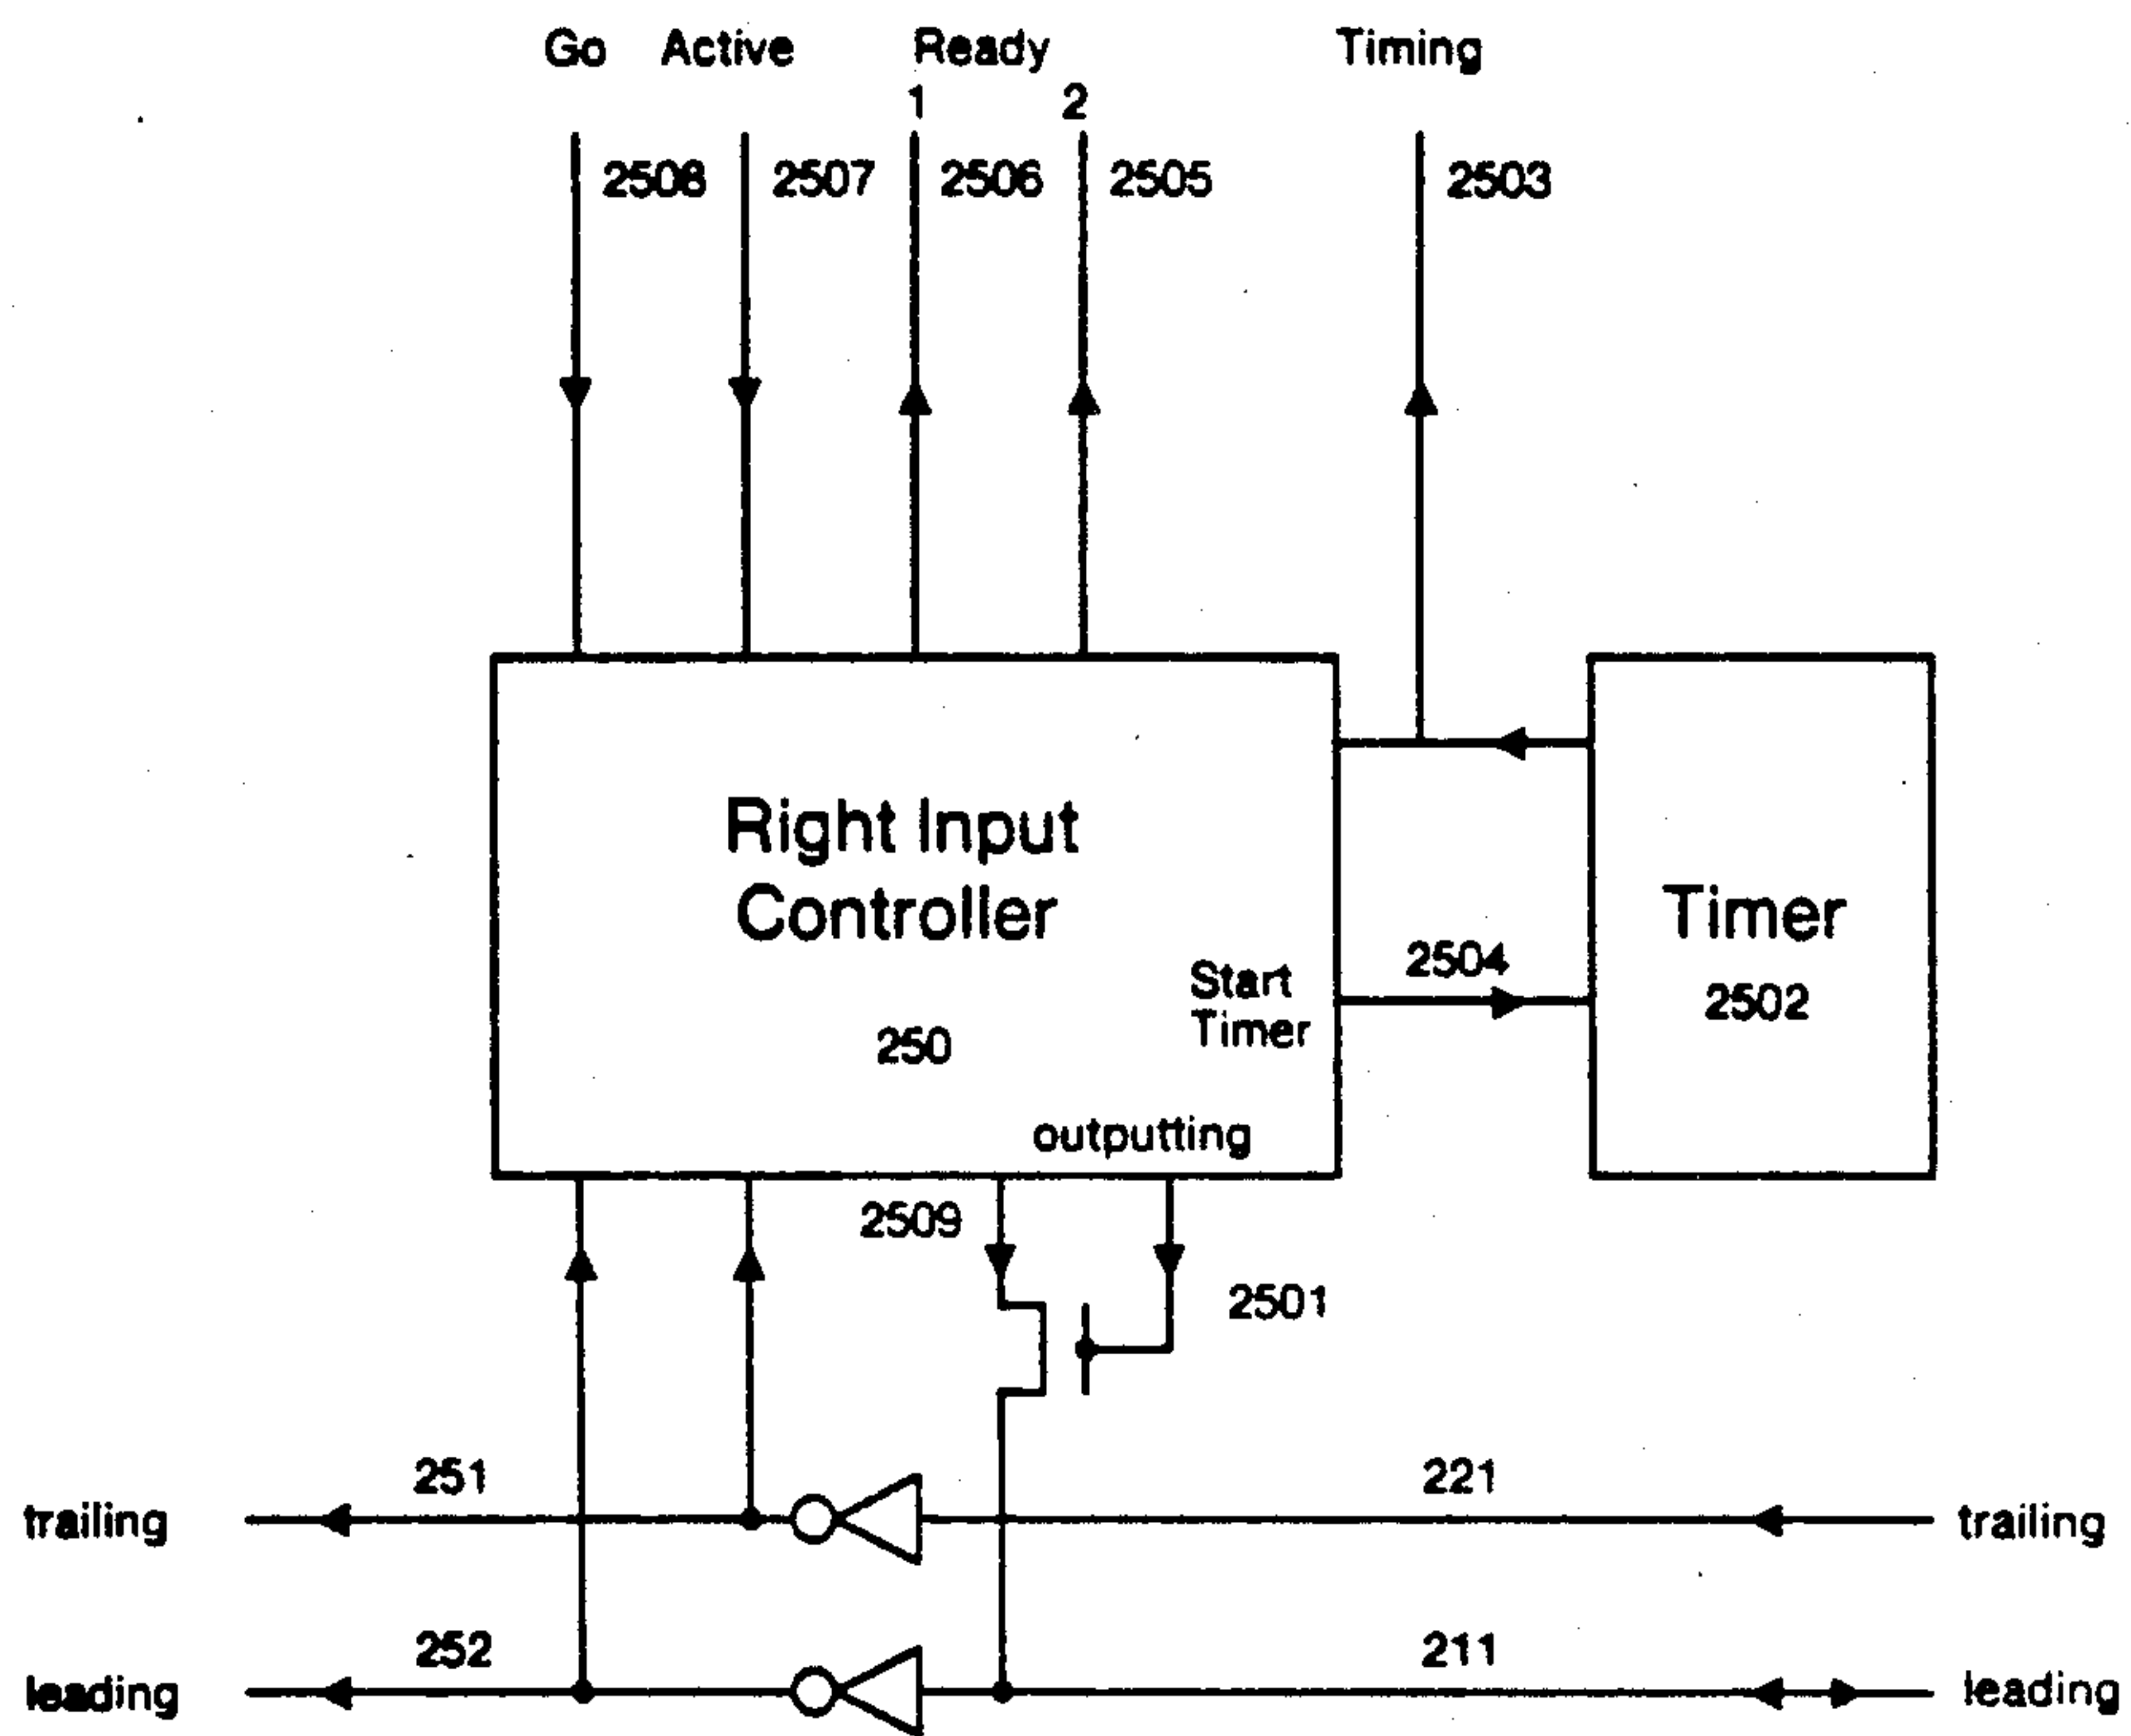 Go Active Ready Timing
1 2
2508 2507 2506 2505 2503
Right Input
Controller
250
Start
Timer
2504
Timer
2502
outputting
2509
2501
251
221
trailing
trailing
252
211
leading
leading